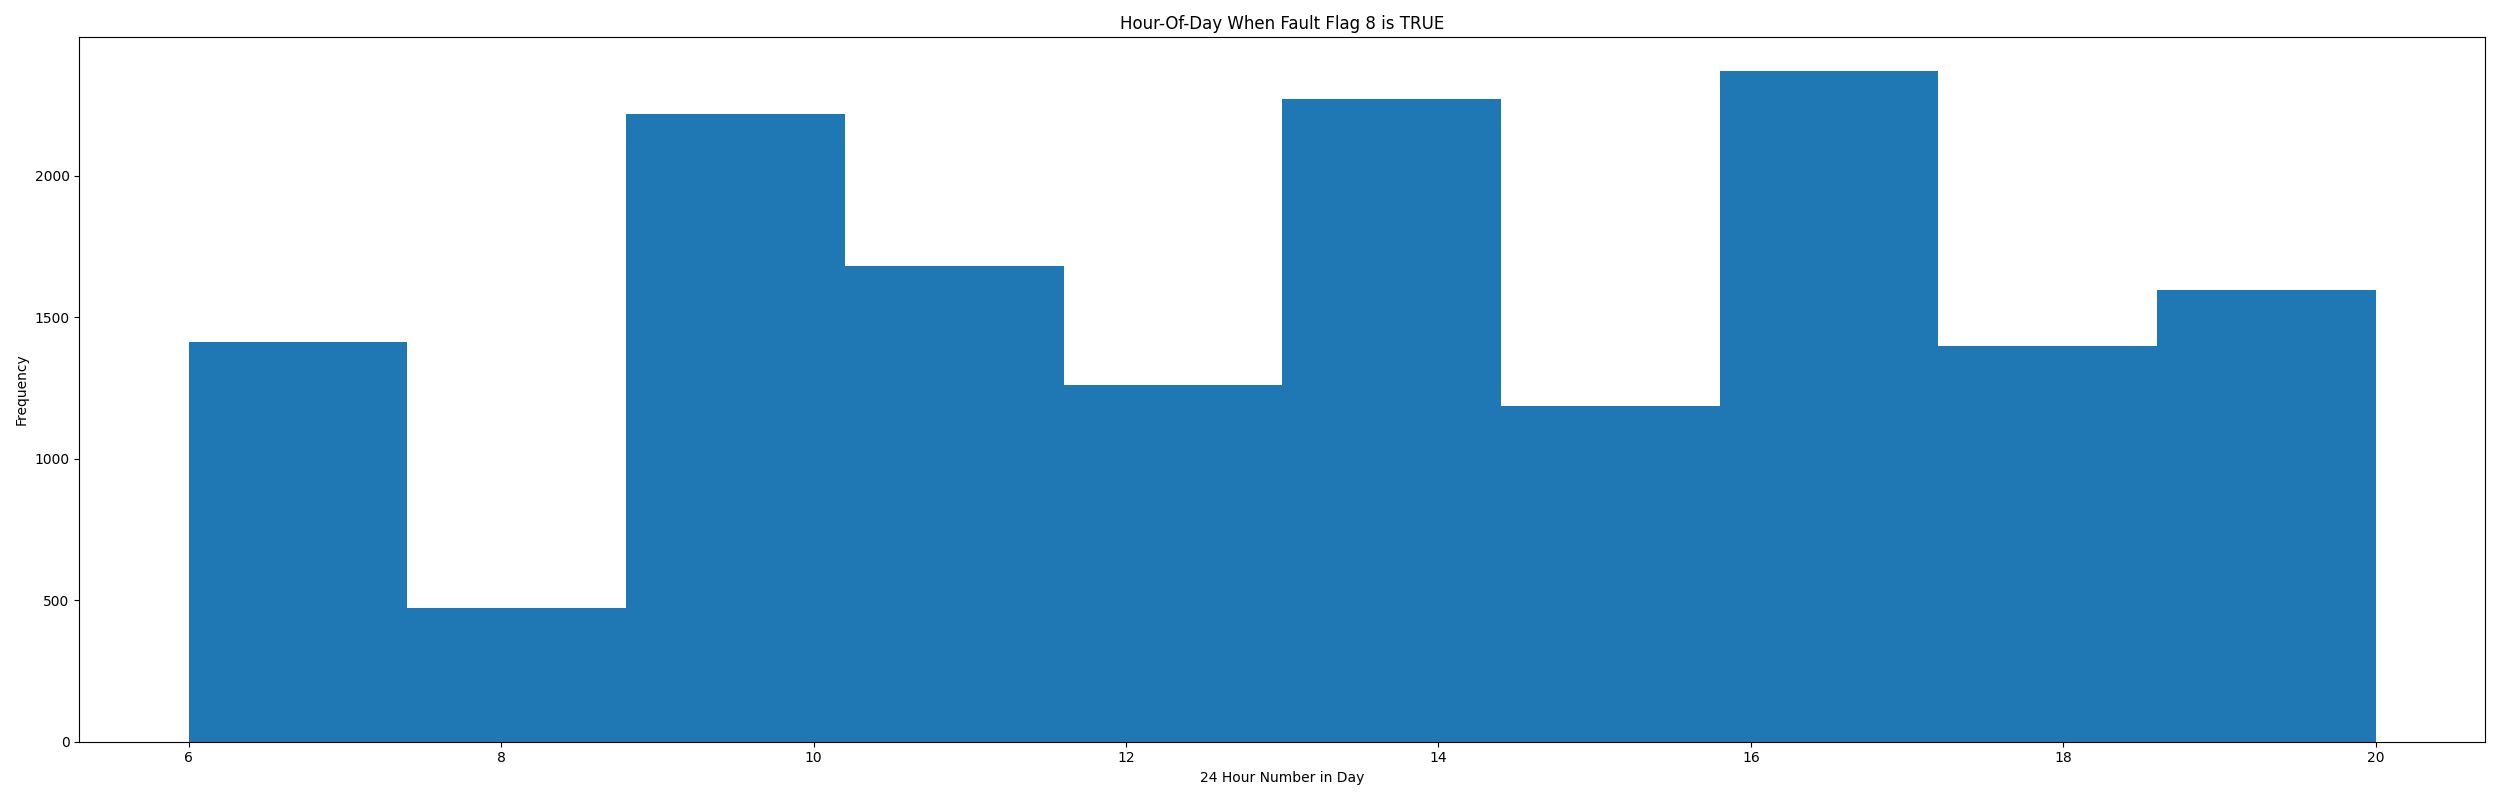 Hour-Of-Day When Fault Flag 8 is TRUE
Frequency
2000
1500
1000
500
0
6 8 10 12 14 16 18 20
24 Hour Number in Day